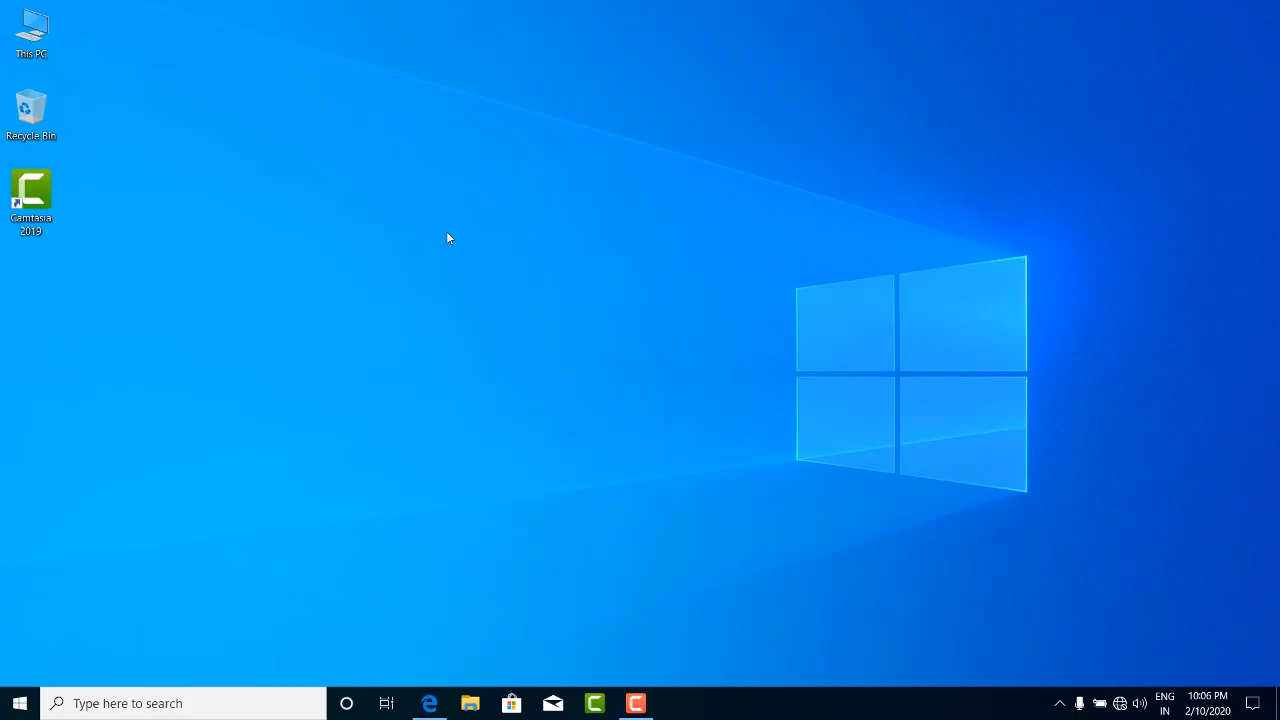 This PC
Recycle Bin
Camtasia
2019
Type here to search
ENG
IN
10:06 PM
2/10/2020